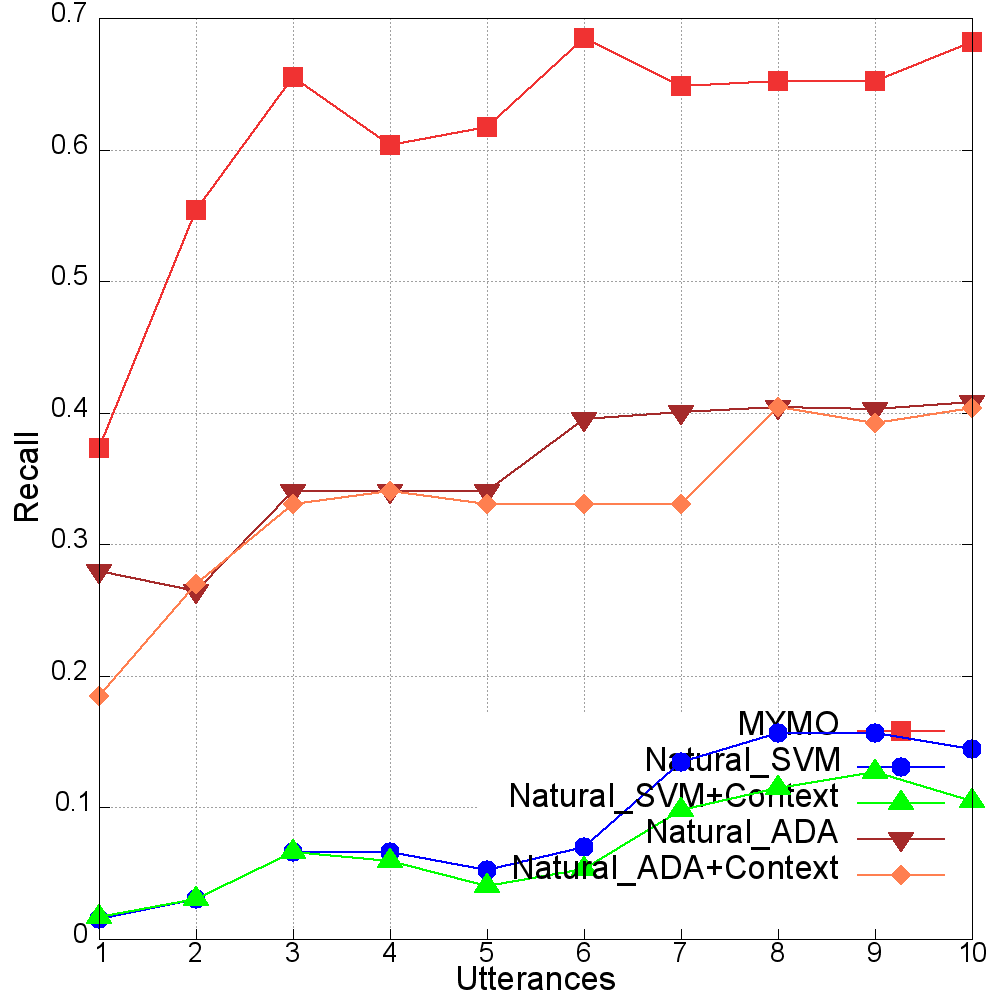 0.7
0.6
0.5
0.4
0.3
0.2
0.1
0
Recall
MYMO
Natural_SVM
Natural_SVM+Context
Natural_ADA
Natural_ADA+Context
1 2 3 4 5 6 7 8 9 10
Utterances